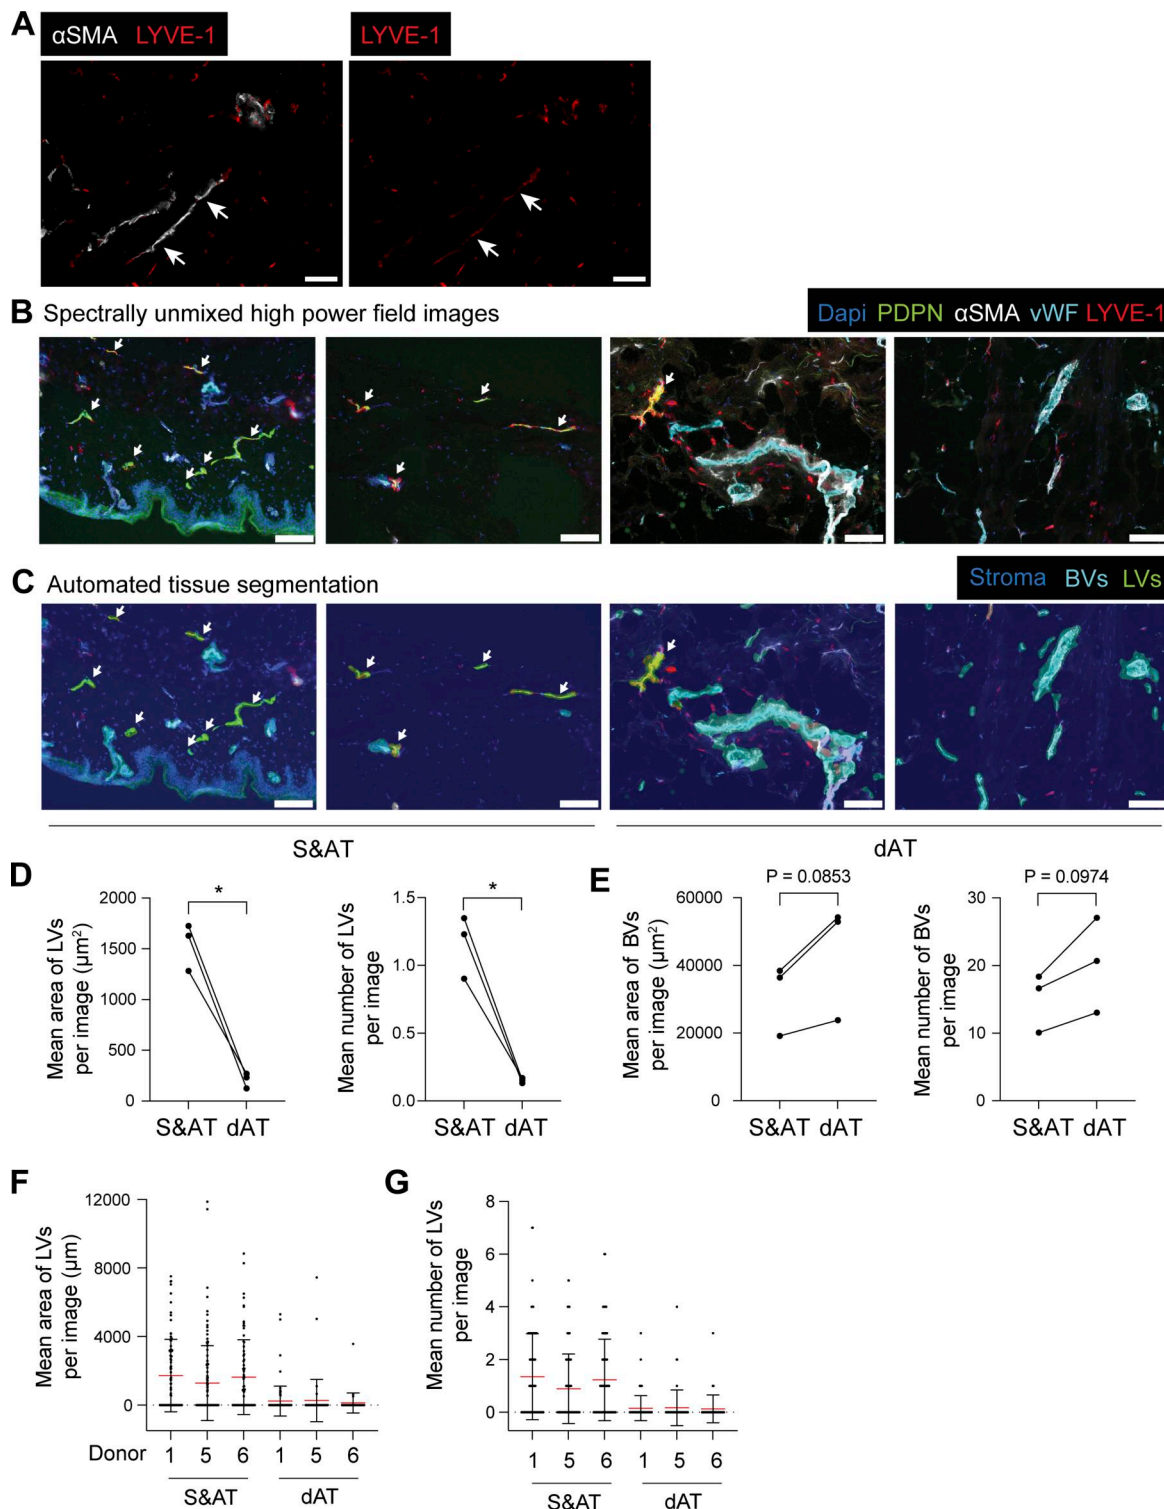 A
αSMA LYVE-1
LYVE-1
B Spectrally unmixed high power field images
Dapi PDPN αSMA vWF LYVE-1
C Automated tissue segmentation
Stroma BVs LVs
S&AT
dAT
D
Mean area of LVs
per image (µm²)
2000
1500
1000
500
0
*
S&AT dAT
Mean number of LVs
per image
1.5
1.0
0.5
0.0
*
S&AT dAT
E
Mean area of BVs
per image (µm²)
60000
40000
20000
0
P = 0.0853
S&AT dAT
Mean number of BVs
per image
30
20
10
0
P = 0.0974
S&AT dAT
F
Mean area of LVs
per image (µm)
12000
8000
4000
0
Donor 1 5 6 1 5 6
S&AT dAT
G
Mean number of LVs
per image
8
6
4
2
0
1 5 6 1 5 6
S&AT dAT